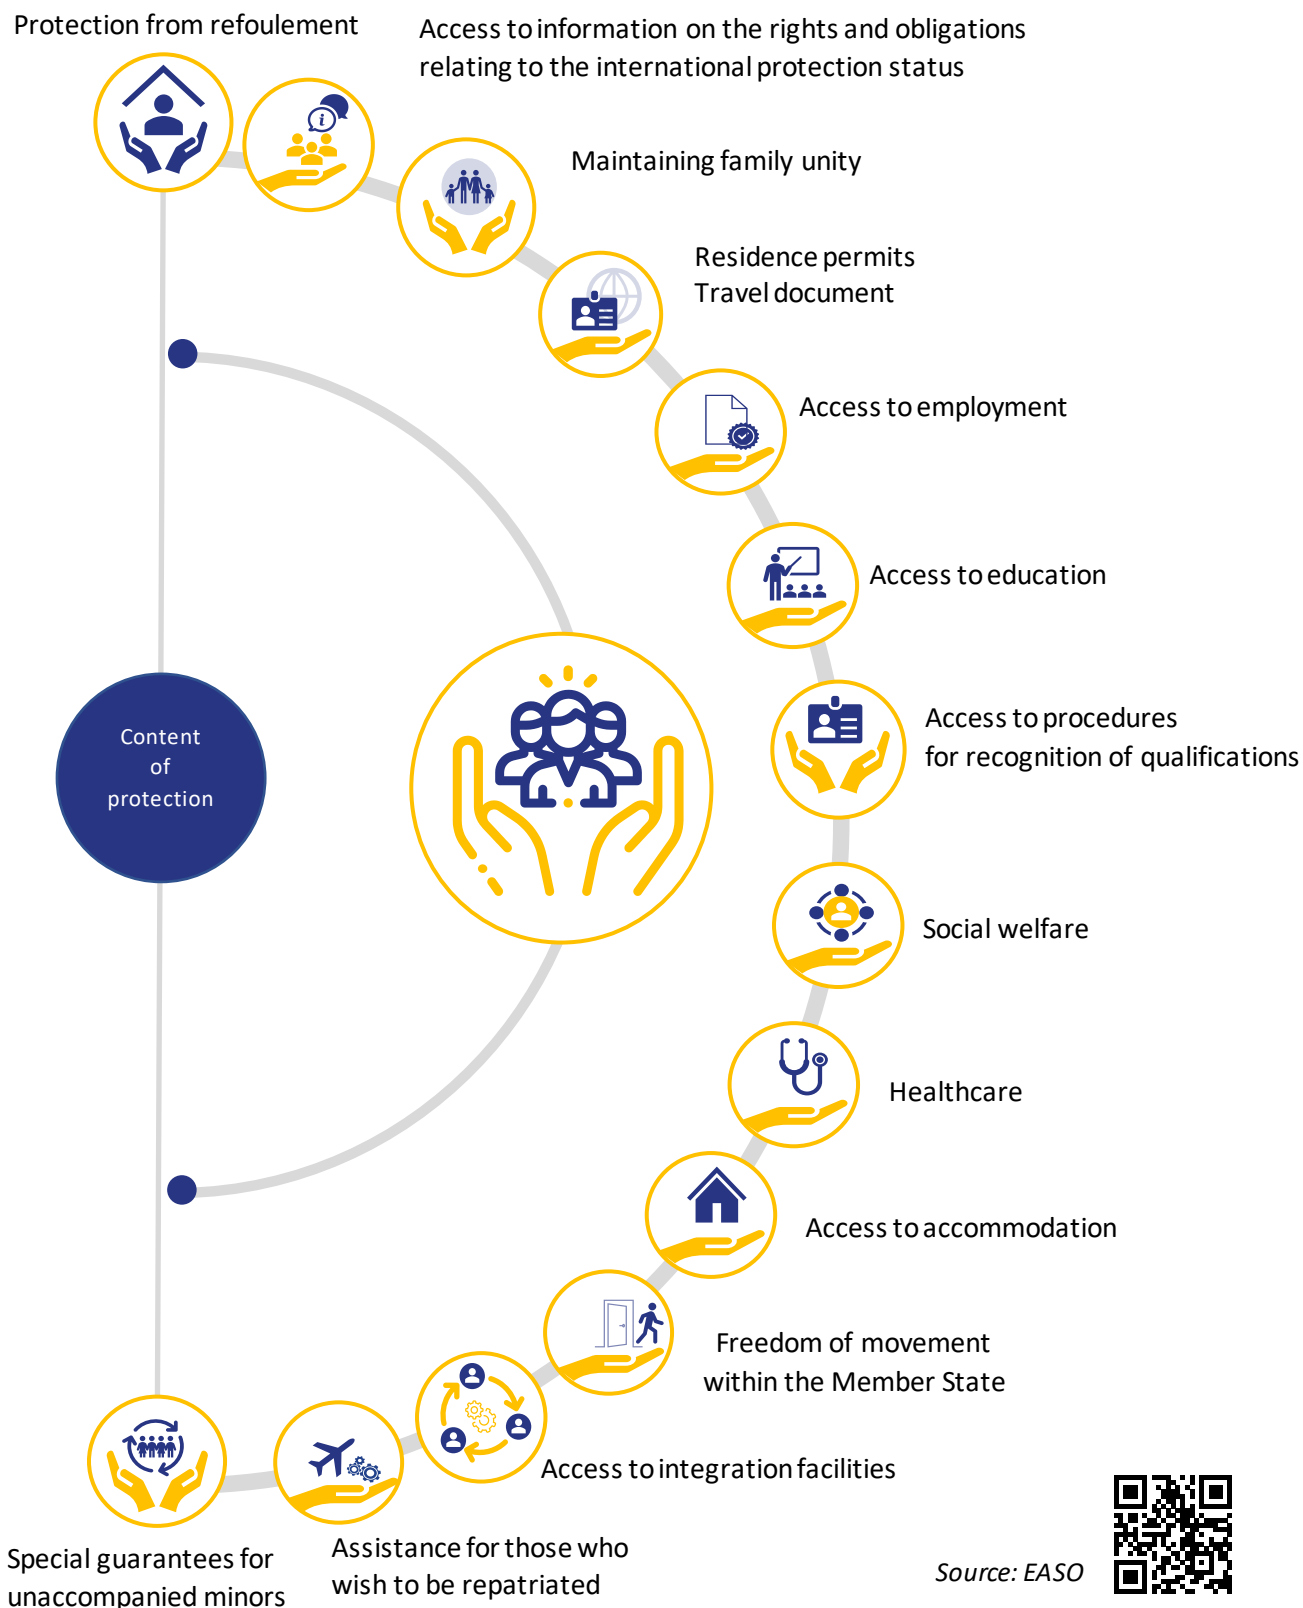 Protection from refoulement
Access to information on the rights and obligations
relating to the international protection status
Maintaining family unity
Residence permits
Travel document
Access to employment
Access to education
Access to procedures
for recognition of qualifications
Content
of
protection
Social welfare
Healthcare
Access to accommodation
Freedom of movement
within the Member State
Access to integration facilities
Assistance for those who
wish to be repatriated
Special guarantees for
unaccompanied minors
Source: EASO